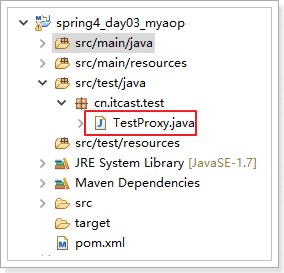 spring4_day03_myaop
src/main/java
src/main/resources
src/test/java
cn.itcast.test
TestProxy.java
src/test/resources
JRE System Library [JavaSE-1.7]
Maven Dependencies
src
target
pom.xml